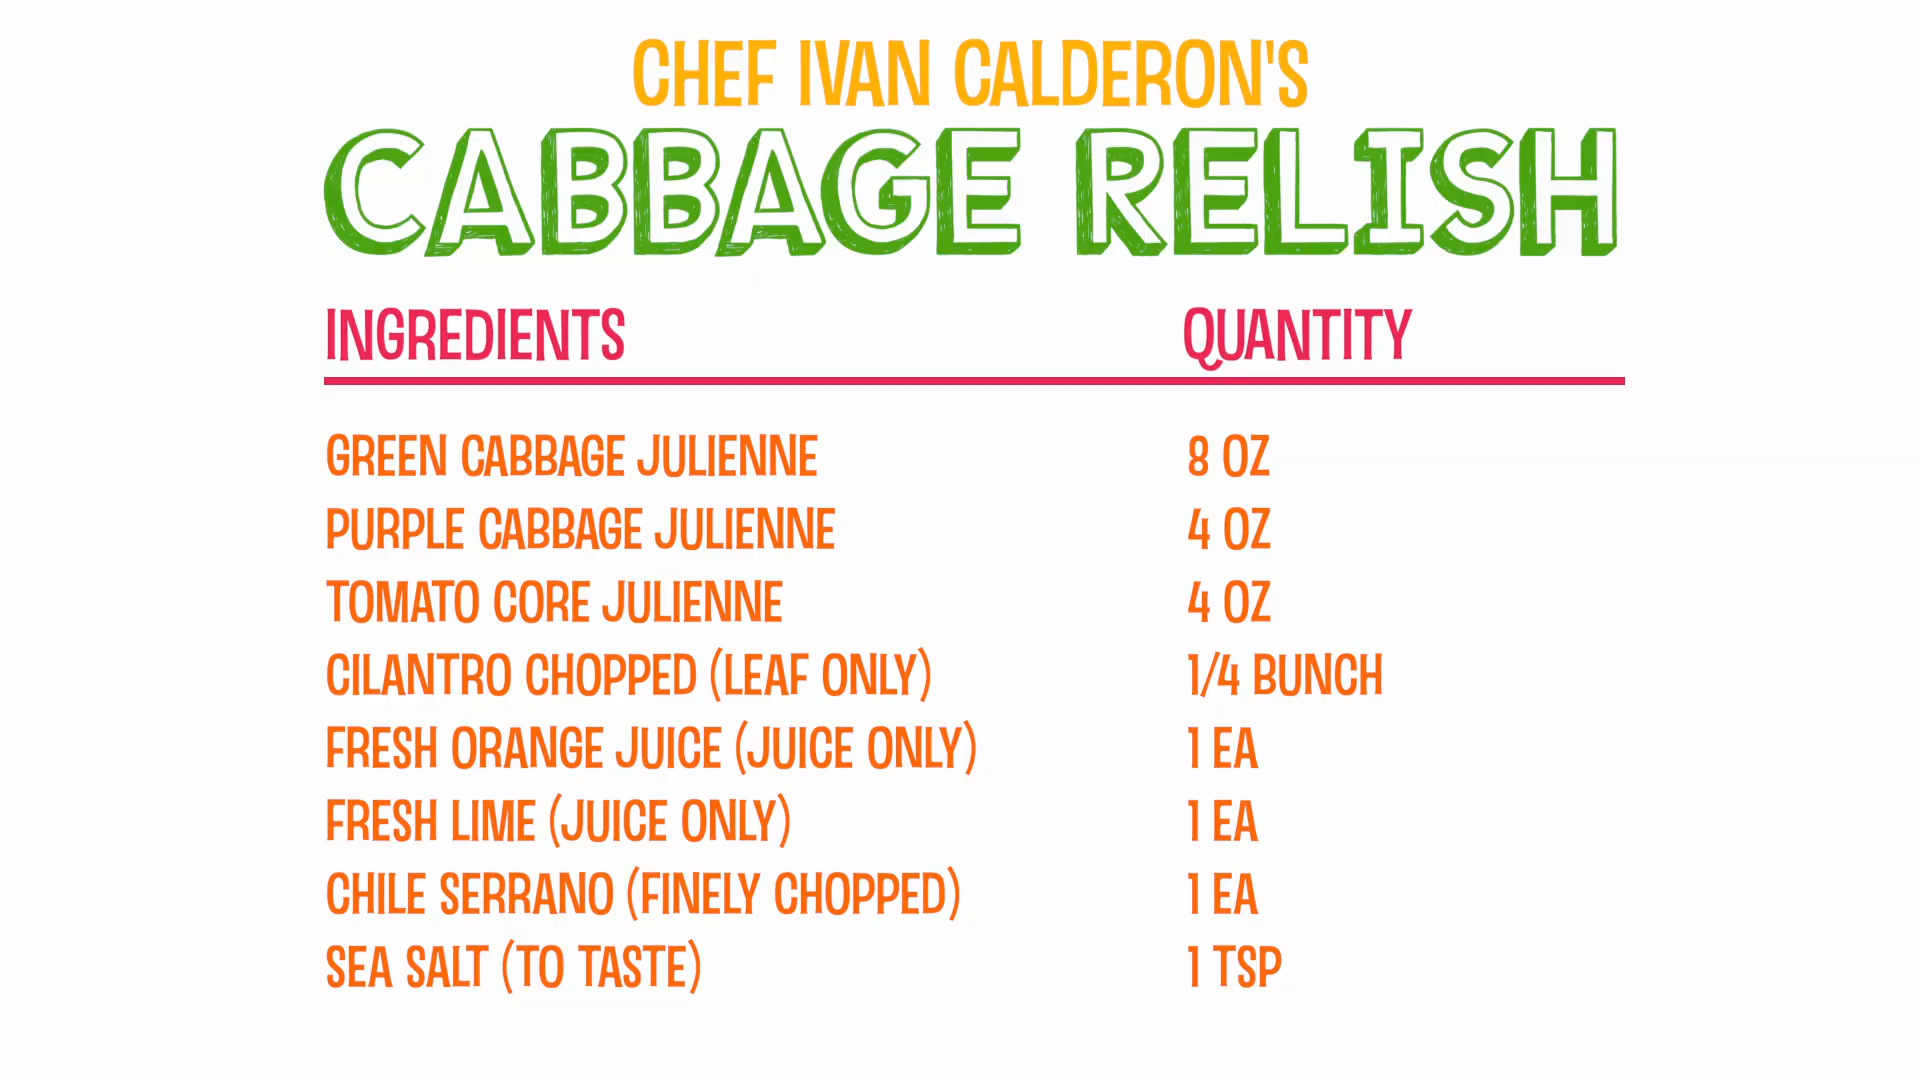 CHEF IVAN CALDERON'S
CABBAGE RELISH
INGREDIENTS QUANTITY
GREEN CABBAGE JULIENNE 8 OZ
PURPLE CABBAGE JULIENNE 4 OZ
TOMATO CORE JULIENNE 4 OZ
CILANTRO CHOPPED (LEAF ONLY) 1/4 BUNCH
FRESH ORANGE JUICE (JUICE ONLY) 1 EA
FRESH LIME (JUICE ONLY) 1 EA
CHILE SERRANO (FINELY CHOPPED) 1 EA
SEA SALT (TO TASTE) 1 TSP